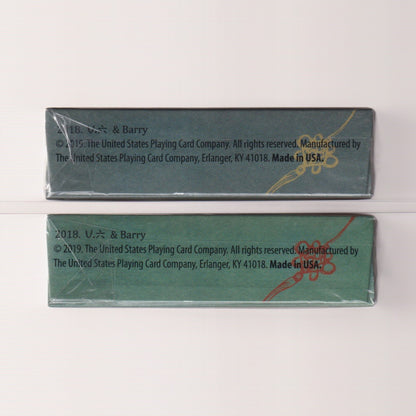 2018. 乜六 & Barry
© 2015. The United States Playing Card Company. All rights reserved. Manufactured by
The United States Playing Card Company, Erlanger, KY 41018. Made in USA.
2018. 乜六 & Barry
© 2019. The United States Playing Card Company. All rights reserved. Manufactured by
The United States Playing Card Company, Erlanger, KY 41018. Made in USA.